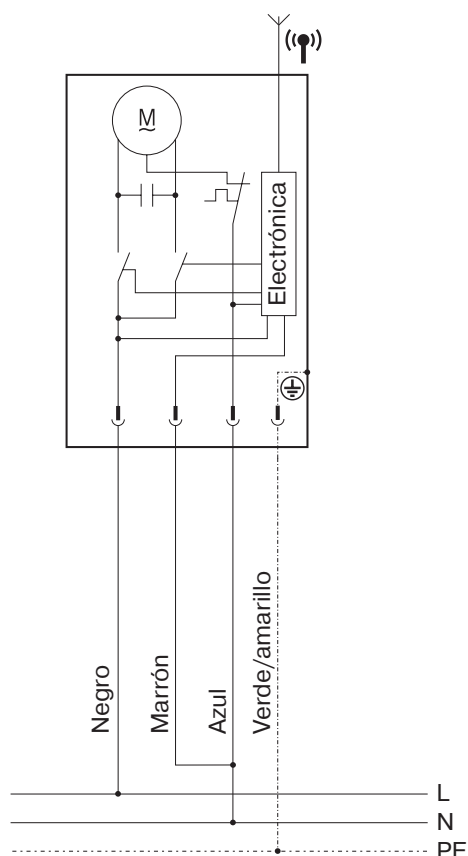 M
~
Electrónica
Negro
Marrón
Azul
Verde/amarillo
L
N
PE